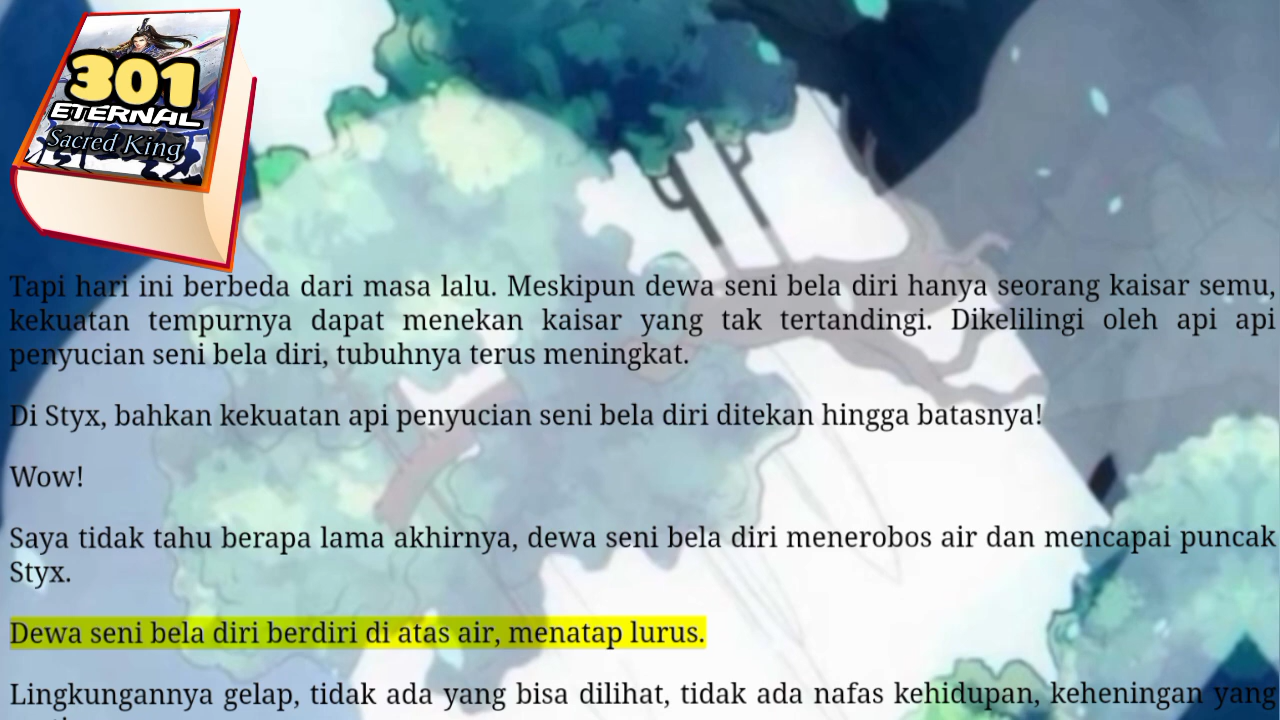 301
ETERNAL
Sacred King
Tapi hari ini berbeda dari masa lalu. Meskipun dewa seni bela diri hanya seorang kaisar semu,
kekuatan tempurnya dapat menekan kaisar yang tak tertandingi. Dikelilingi oleh api api
penyucian seni bela diri, tubuhnya terus meningkat.
Di Styx, bahkan kekuatan api penyucian seni bela diri ditekan hingga batasnya!
Wow!
Saya tidak tahu berapa lama akhirnya, dewa seni bela diri menerobos air dan mencapai puncak
Styx.
Dewa seni bela diri berdiri di atas air, menatap lurus.
Lingkungannya gelap, tidak ada yang bisa dilihat, tidak ada nafas kehidupan, keheningan yang